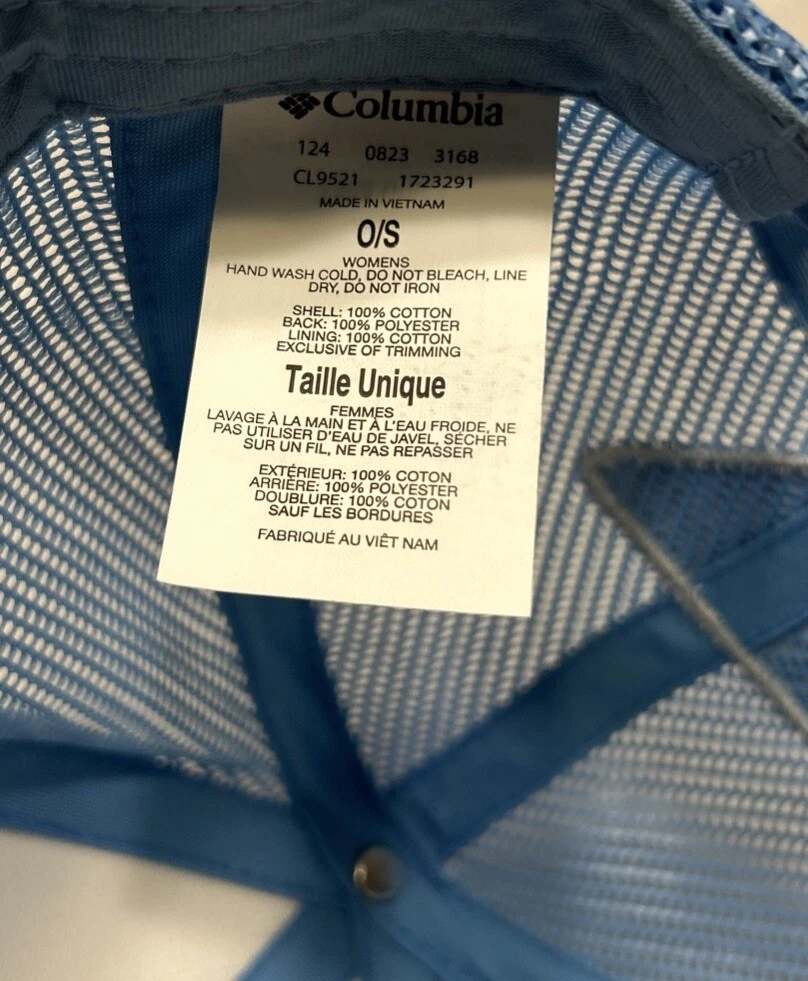 Columbia
124 0823 3168
CL9521 1723291
MADE IN VIETNAM
O/S
WOMENS
HAND WASH COLD, DO NOT BLEACH, LINE
DRY, DO NOT IRON
SHELL: 100% COTTON
BACK: 100% POLYESTER
LINING: 100% COTTON
EXCLUSIVE OF TRIMMING
Taille Unique
FEMMES
LAVAGE À LA MAIN ET À L'EAU FROIDE, NE
PAS UTILISER D'EAU DE JAVEL, SÉCHER
SUR UN FIL, NE PAS REPASSER
EXTÉRIEUR: 100% COTON
ARRIÈRE: 100% POLYESTER
DOUBLURE: 100% COTON
SAUF LES BORDURES
FABRIQUÉ AU VIÊT NAM